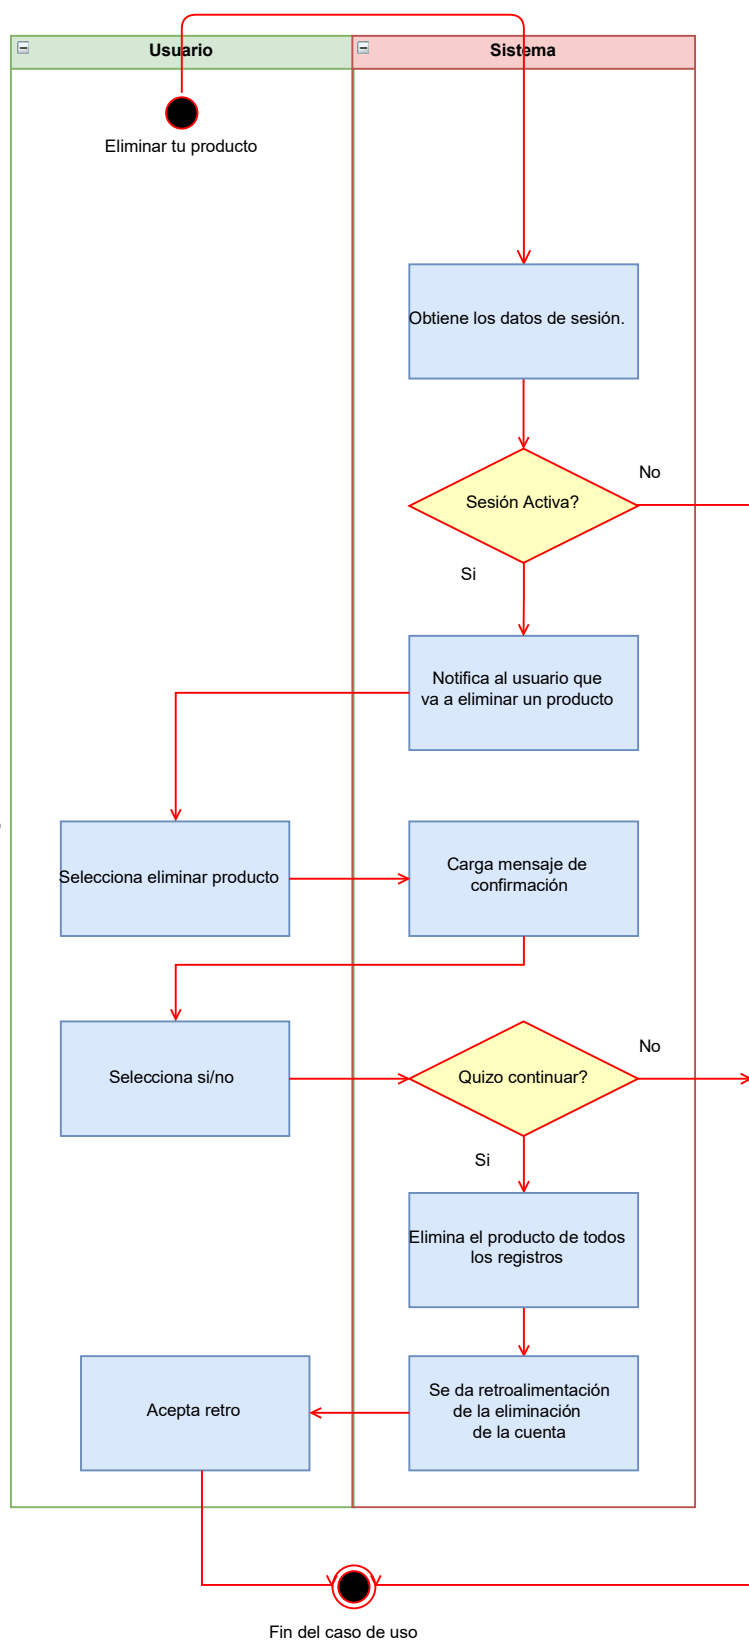 Usuario
Sistema
Eliminar tu producto
Obtiene los datos de sesión.
No
Sesión Activa?
Si
Notifica al usuario que
va a eliminar un producto
Selecciona eliminar producto
Carga mensaje de
confirmación
No
Selecciona si/no
Quizo continuar?
Si
Elimina el producto de todos
los registros
Acepta retro
Se da retroalimentación
de la eliminación
de la cuenta
Fin del caso de uso